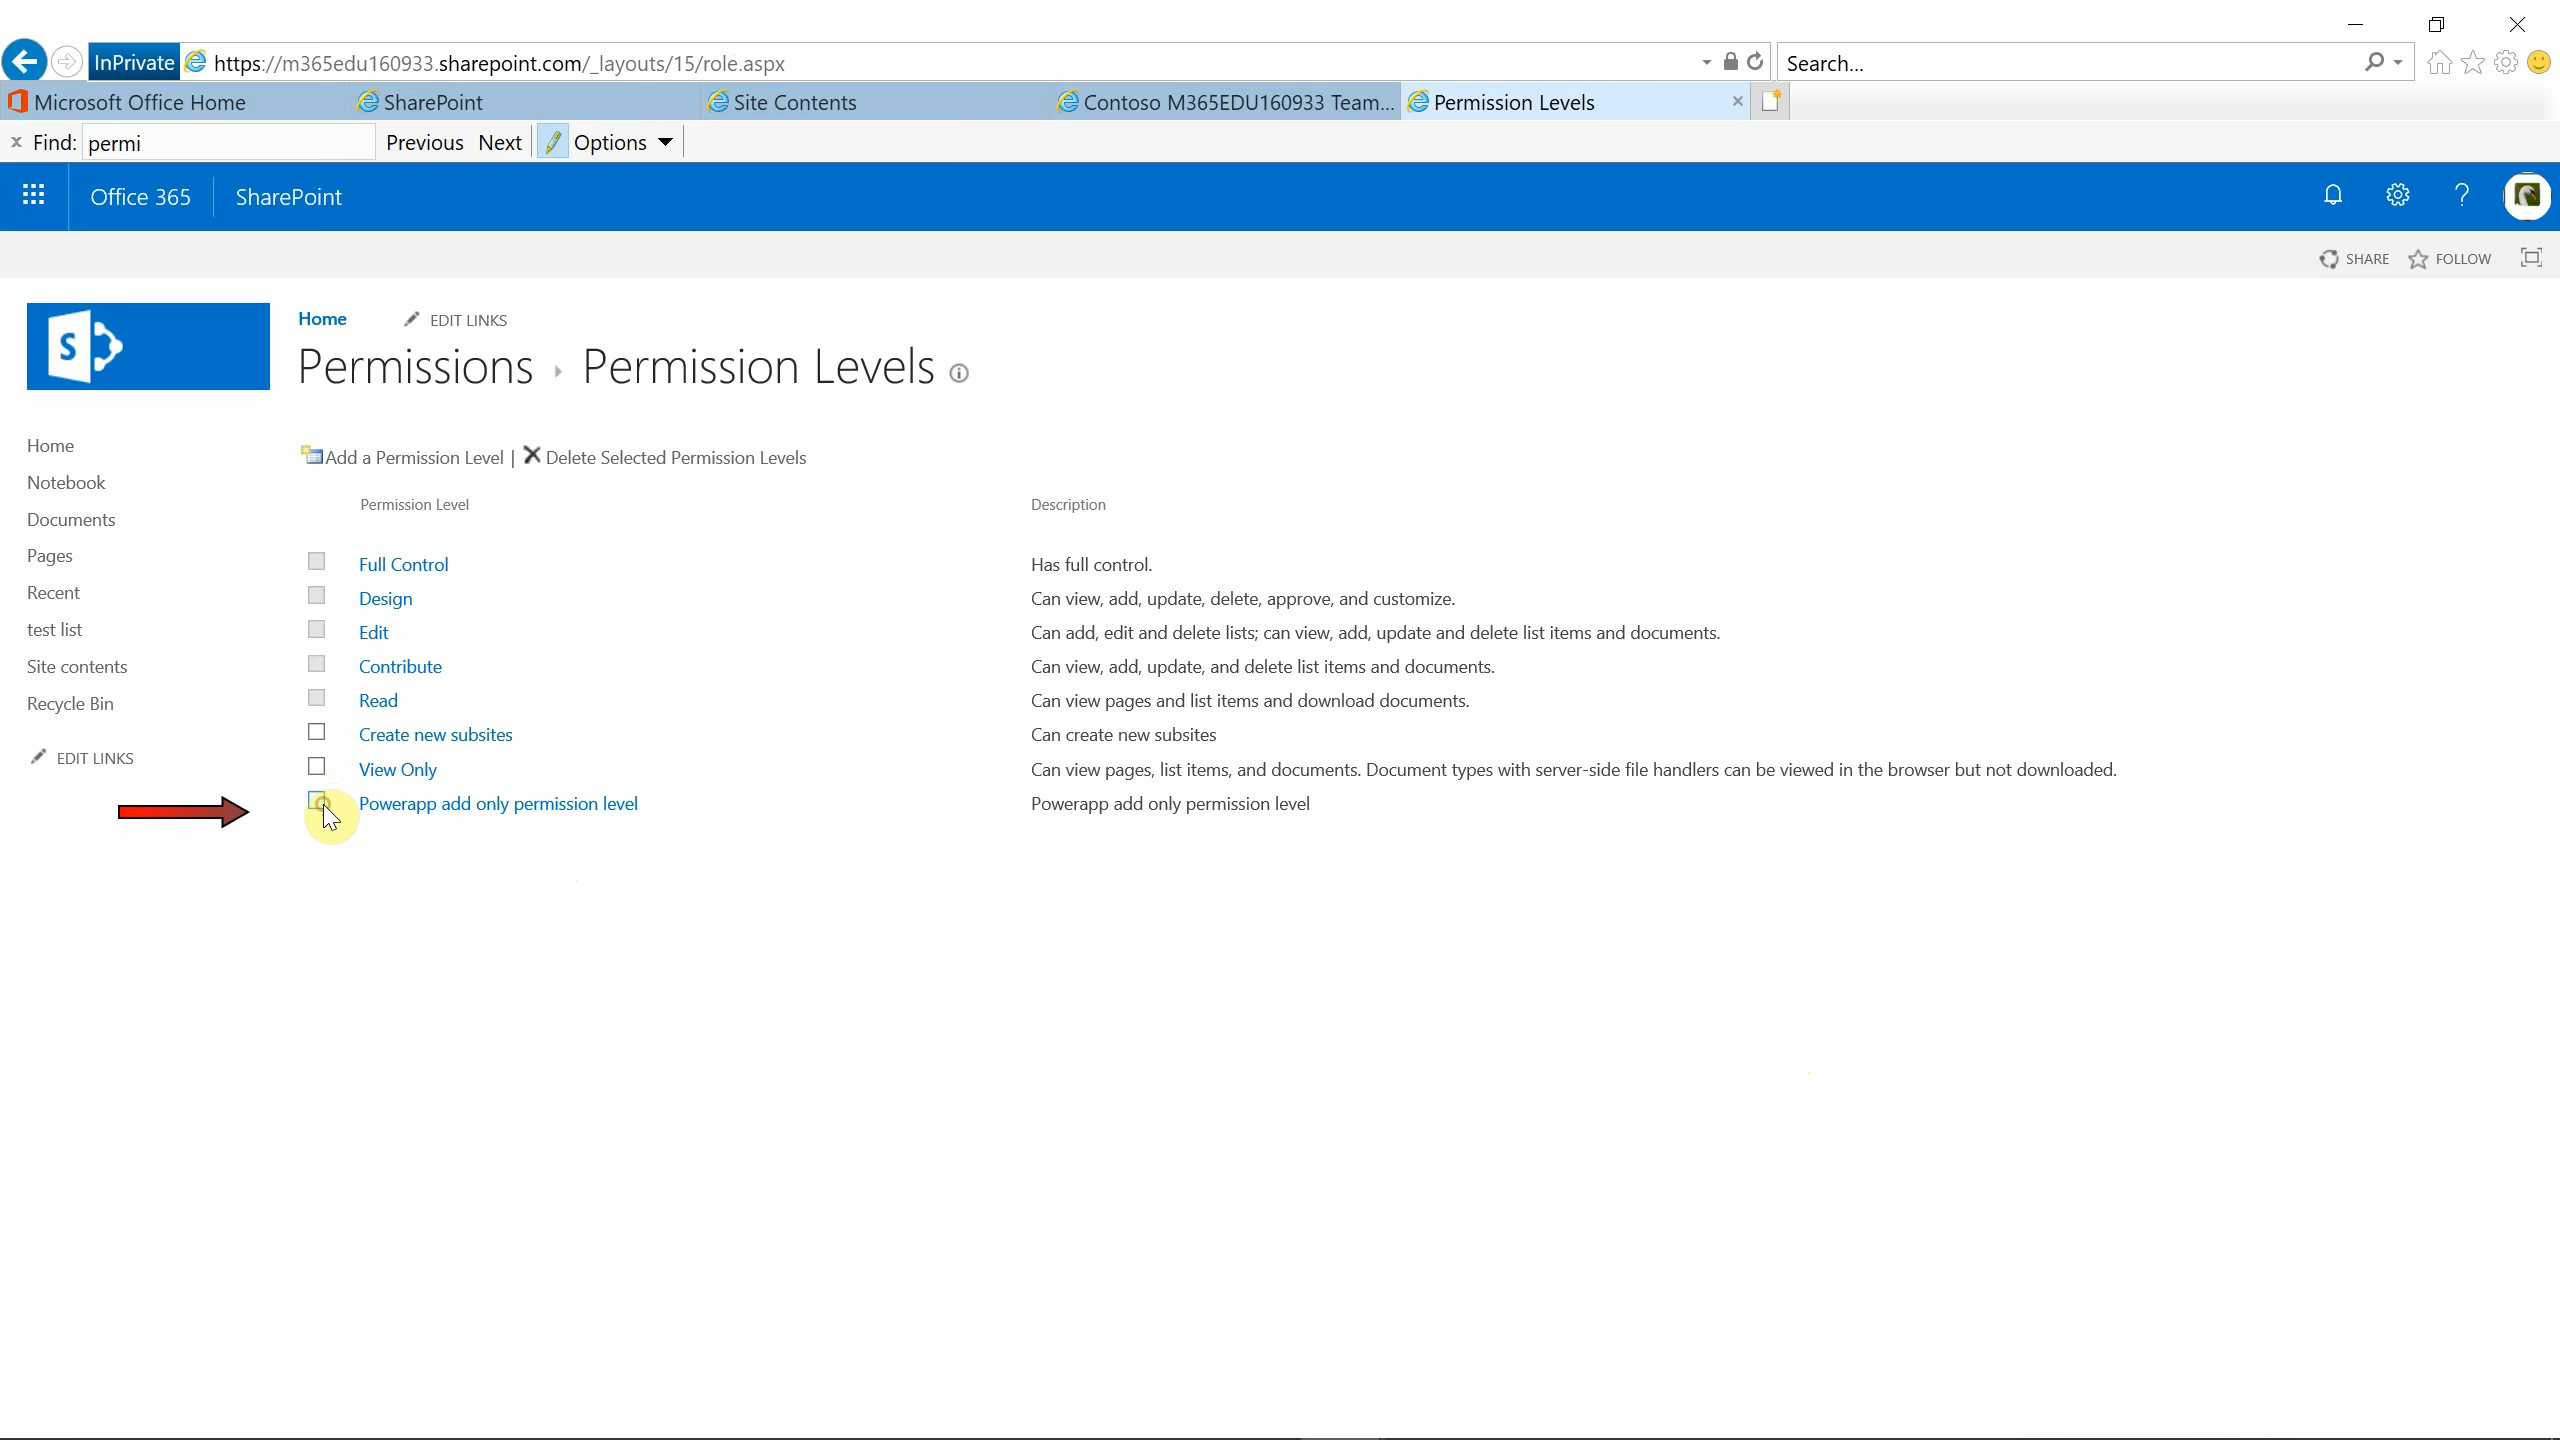 InPrivate https://m365edu160933.sharepoint.com/_layouts/15/role.aspx Search...
Microsoft Office Home SharePoint Site Contents Contoso M365EDU160933 Team... Permission Levels
x Find: permi Previous Next Options
Office 365 SharePoint ?
SHARE FOLLOW
S
Home EDIT LINKS
Permissions Permission Levels
Home
Notebook
Documents
Pages
Recent
test list
Site contents
Recycle Bin
EDIT LINKS
Add a Permission Level | Delete Selected Permission Levels
Permission Level Description
Full Control Has full control.
Design Can view, add, update, delete, approve, and customize.
Edit Can add, edit and delete lists; can view, add, update and delete list items and documents.
Contribute Can view, add, update, and delete list items and documents.
Read Can view pages and list items and download documents.
Create new subsites Can create new subsites
View Only Can view pages, list items, and documents. Document types with server-side file handlers can be viewed in the browser but not downloaded.
Powerapp add only permission level Powerapp add only permission level